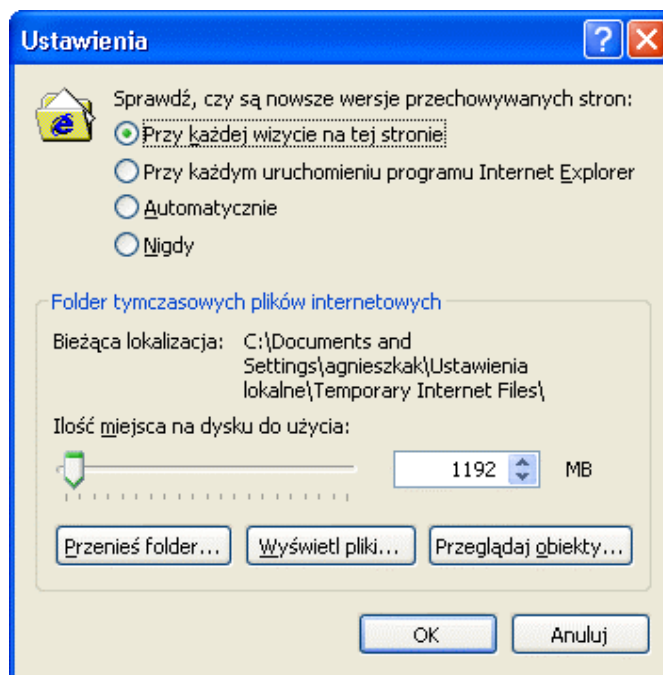 Ustawienia
Sprawdź, czy są nowsze wersje przechowywanych stron:
Przy każdej wizycie na tej stronie
Przy każdym uruchomieniu programu Internet Explorer
Automatycznie
Nigdy
Folder tymczasowych plików internetowych
Bieżąca lokalizacja: C:\Documents and
Settings\agnieszkak\Ustawienia
lokalne\Temporary Internet Files\
Ilość miejsca na dysku do użycia:
1192 MB
Przenieś folder... Wyświetl pliki... Przeglądaj obiekty...
OK Anuluj